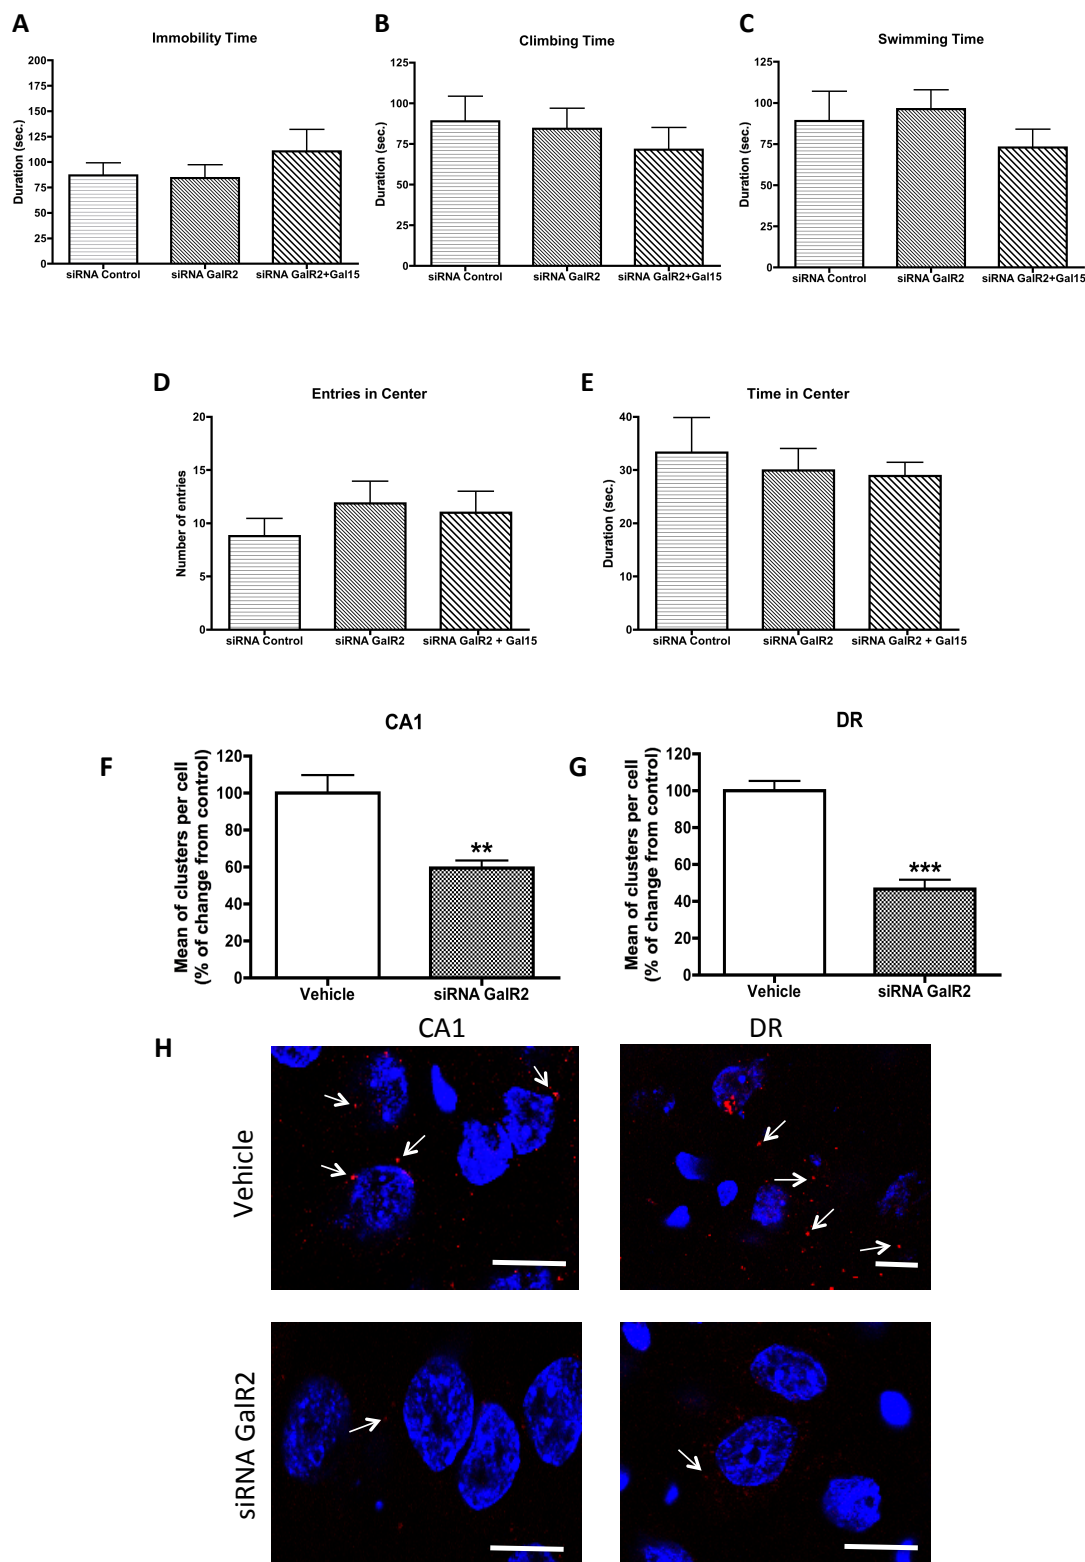 A
Immobility Time
Duration (sec.)
200
175
150
125
100
75
50
25
0
siRNA Control
siRNA GalR2
siRNA GalR2+Gal15
B
Climbing Time
Duration (sec.)
125
100
75
50
25
0
siRNA Control
siRNA GalR2
siRNA GalR2+Gal15
C
Swimming Time
Duration (sec.)
125
100
75
50
25
0
siRNA Control
siRNA GalR2
siRNA GalR2+Gal15
D
Entries in Center
Number of entries
20
15
10
5
0
siRNA Control
siRNA GalR2
siRNA GalR2 + Gal15
E
Time in Center
Duration (sec.)
40
30
20
10
0
siRNA Control
siRNA GalR2
siRNA GalR2 + Gal15
F
CA1
Mean of clusters per cell
(% of change from control)
120
100
80
60
40
20
0
**
Vehicle
siRNA GalR2
G
DR
Mean of clusters per cell
(% of change from control)
120
100
80
60
40
20
0
***
Vehicle
siRNA GalR2
H
CA1
DR
Vehicle
siRNA GalR2